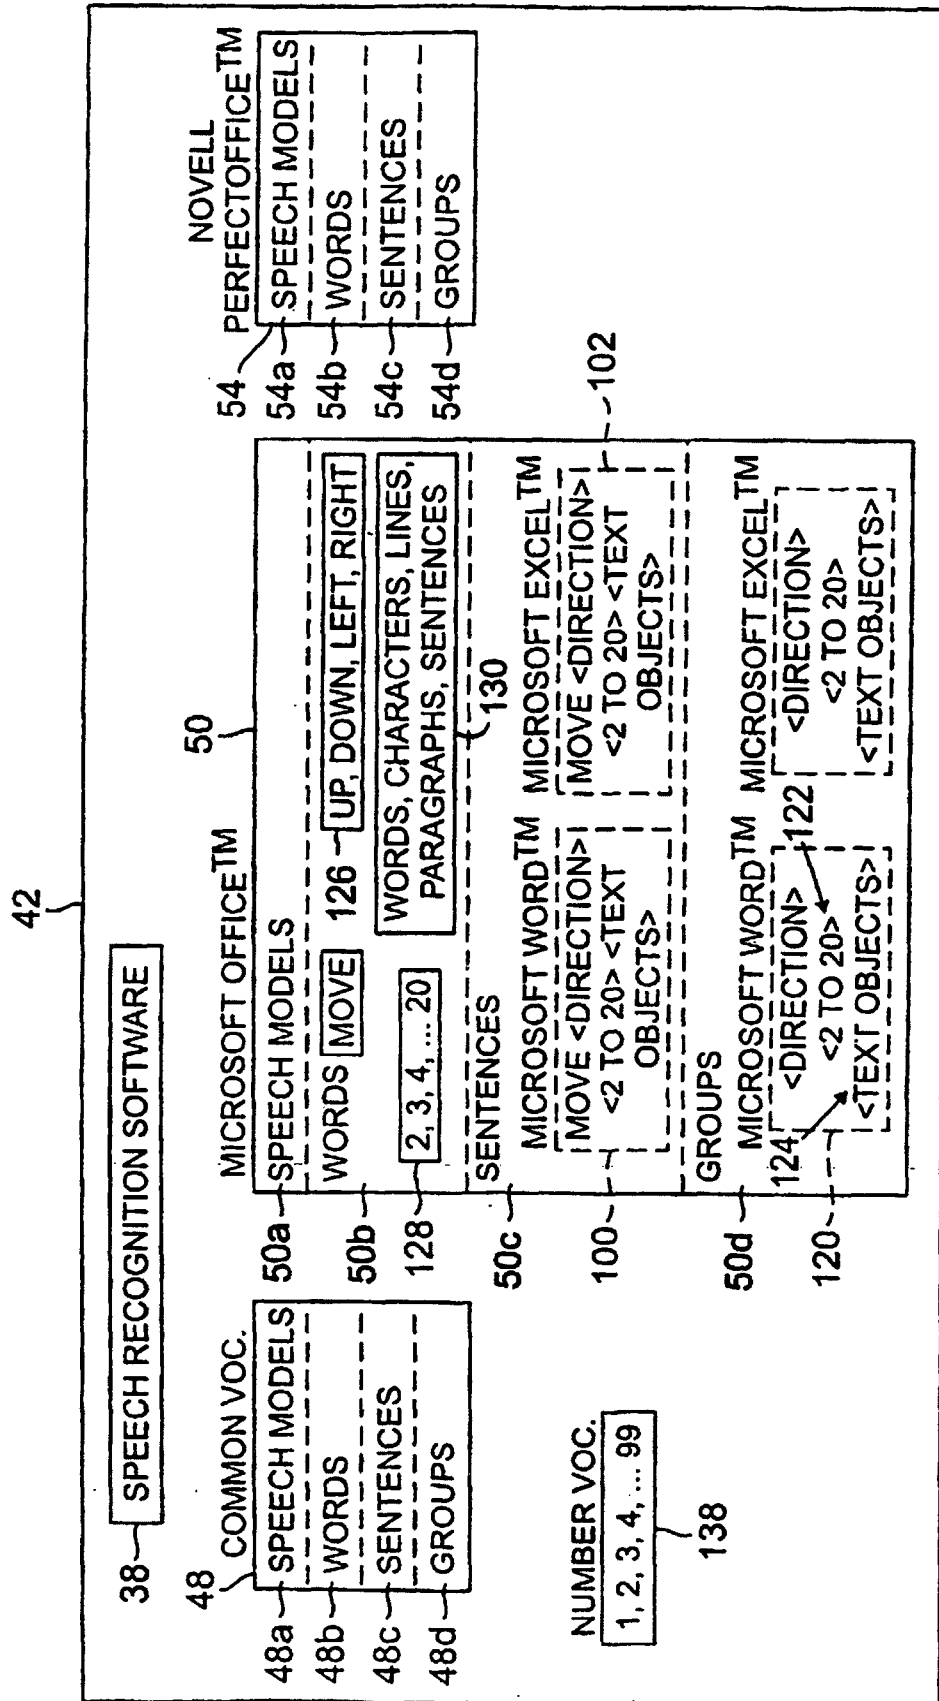 42
38
SPEECH RECOGNITION SOFTWARE
COMMON VOC.
48
48a
SPEECH MODELS
48b
WORDS
48c
SENTENCES
48d
GROUPS
NUMBER VOC.
1, 2, 3, 4, ... 99
138
MICROSOFT OFFICE™
50
50a
SPEECH MODELS
50b
WORDS
MOVE
126
UP, DOWN, LEFT, RIGHT
128
2, 3, 4, ... 20
WORDS, CHARACTERS, LINES,
PARAGRAPHS, SENTENCES
130
50c
SENTENCES
MICROSOFT WORD™
MOVE <DIRECTION>
<2 TO 20> <TEXT
OBJECTS>
100
MICROSOFT EXCEL™
MOVE <DIRECTION>
<2 TO 20> <TEXT
OBJECTS>
102
50d
GROUPS
MICROSOFT WORD™
124
<DIRECTION>
<2 TO 20>
<TEXT OBJECTS>
120
122
MICROSOFT EXCEL™
<DIRECTION>
<2 TO 20>
<TEXT OBJECTS>
NOVELL
PERFECTOFFICE™
54
54a
SPEECH MODELS
54b
WORDS
54c
SENTENCES
54d
GROUPS